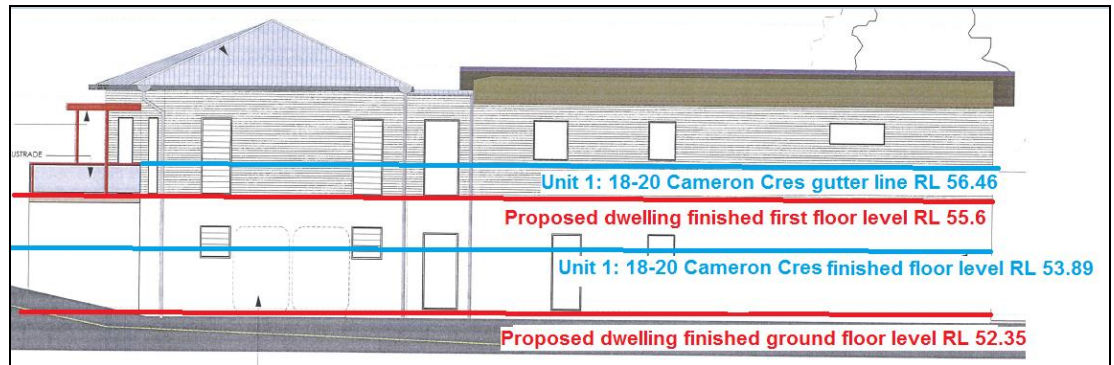 USTRADE
Unit 1: 18-20 Cameron Cres gutter line RL 56.46
Proposed dwelling finished first floor level RL 55.6
Unit 1: 18-20 Cameron Cres finished floor level RL 53.89
Proposed dwelling finished ground floor level RL 52.35